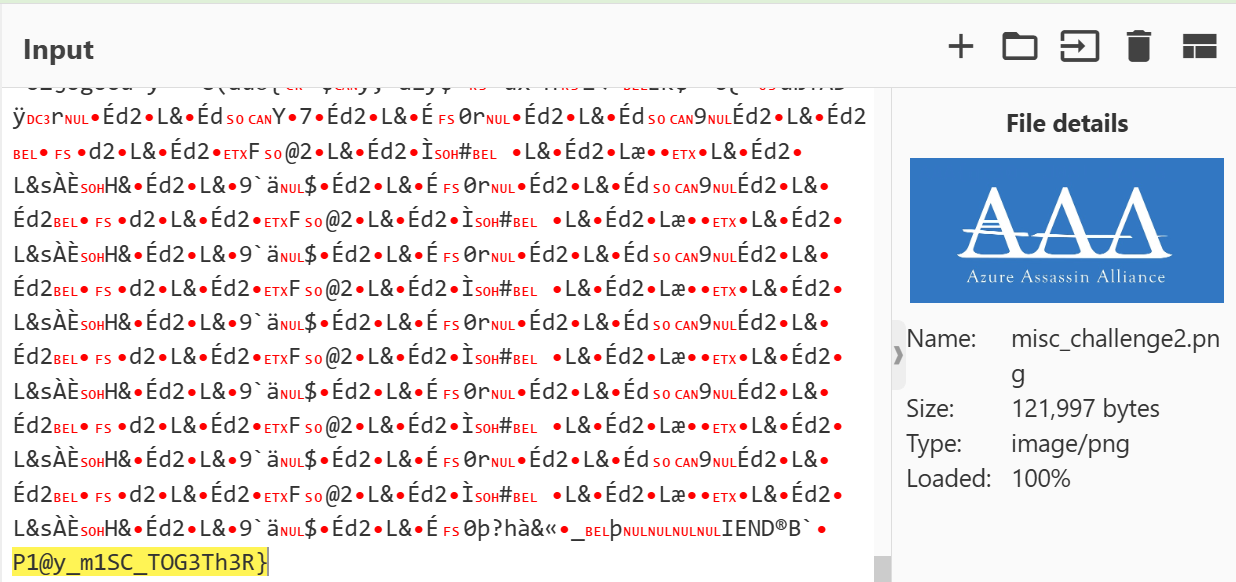 Input
ÿDC3rNUL•Éd2•L&•ÉdSOCANY•7•Éd2•L&•ÉFS0rNUL•Éd2•L&•ÉdSOCAN9NULÉd2•L&•Éd2
BEL•FS•d2•L&•Éd2•ETXFSO@2•L&•Éd2•ÌSOH#BEL •L&•Éd2•Læ••ETX•L&•Éd2•
L&sÀÈSOHH&•Éd2•L&•9`äNUL$•Éd2•L&•ÉFS0rNUL•Éd2•L&•ÉdSOCAN9NULÉd2•L&•
Éd2BEL•FS•d2•L&•Éd2•ETXFSO@2•L&•Éd2•ÌSOH#BEL •L&•Éd2•Læ••ETX•L&•Éd2•
L&sÀÈSOHH&•Éd2•L&•9`äNUL$•Éd2•L&•ÉFS0rNUL•Éd2•L&•ÉdSOCAN9NULÉd2•L&•
Éd2BEL•FS•d2•L&•Éd2•ETXFSO@2•L&•Éd2•ÌSOH#BEL •L&•Éd2•Læ••ETX•L&•Éd2•
L&sÀÈSOHH&•Éd2•L&•9`äNUL$•Éd2•L&•ÉFS0rNUL•Éd2•L&•ÉdSOCAN9NULÉd2•L&•
Éd2BEL•FS•d2•L&•Éd2•ETXFSO@2•L&•Éd2•ÌSOH#BEL •L&•Éd2•Læ••ETX•L&•Éd2•
L&sÀÈSOHH&•Éd2•L&•9`äNUL$•Éd2•L&•ÉFS0rNUL•Éd2•L&•ÉdSOCAN9NULÉd2•L&•
Éd2BEL•FS•d2•L&•Éd2•ETXFSO@2•L&•Éd2•ÌSOH#BEL •L&•Éd2•Læ••ETX•L&•Éd2•
L&sÀÈSOHH&•Éd2•L&•9`äNUL$•Éd2•L&•ÉFS0rNUL•Éd2•L&•ÉdSOCAN9NULÉd2•L&•
Éd2BEL•FS•d2•L&•Éd2•ETXFSO@2•L&•Éd2•ÌSOH#BEL •L&•Éd2•Læ••ETX•L&•Éd2•
L&sÀÈSOHH&•Éd2•L&•9`äNUL$•Éd2•L&•ÉFS0þ?hà&«•_BELþNULNULNULNULIEND®B`•
P1@y_m1SC_TOG3Th3R}
File details
AAA
Azure Assassin Alliance
Name: misc_challenge2.pn
g
Size: 121,997 bytes
Type: image/png
Loaded: 100%